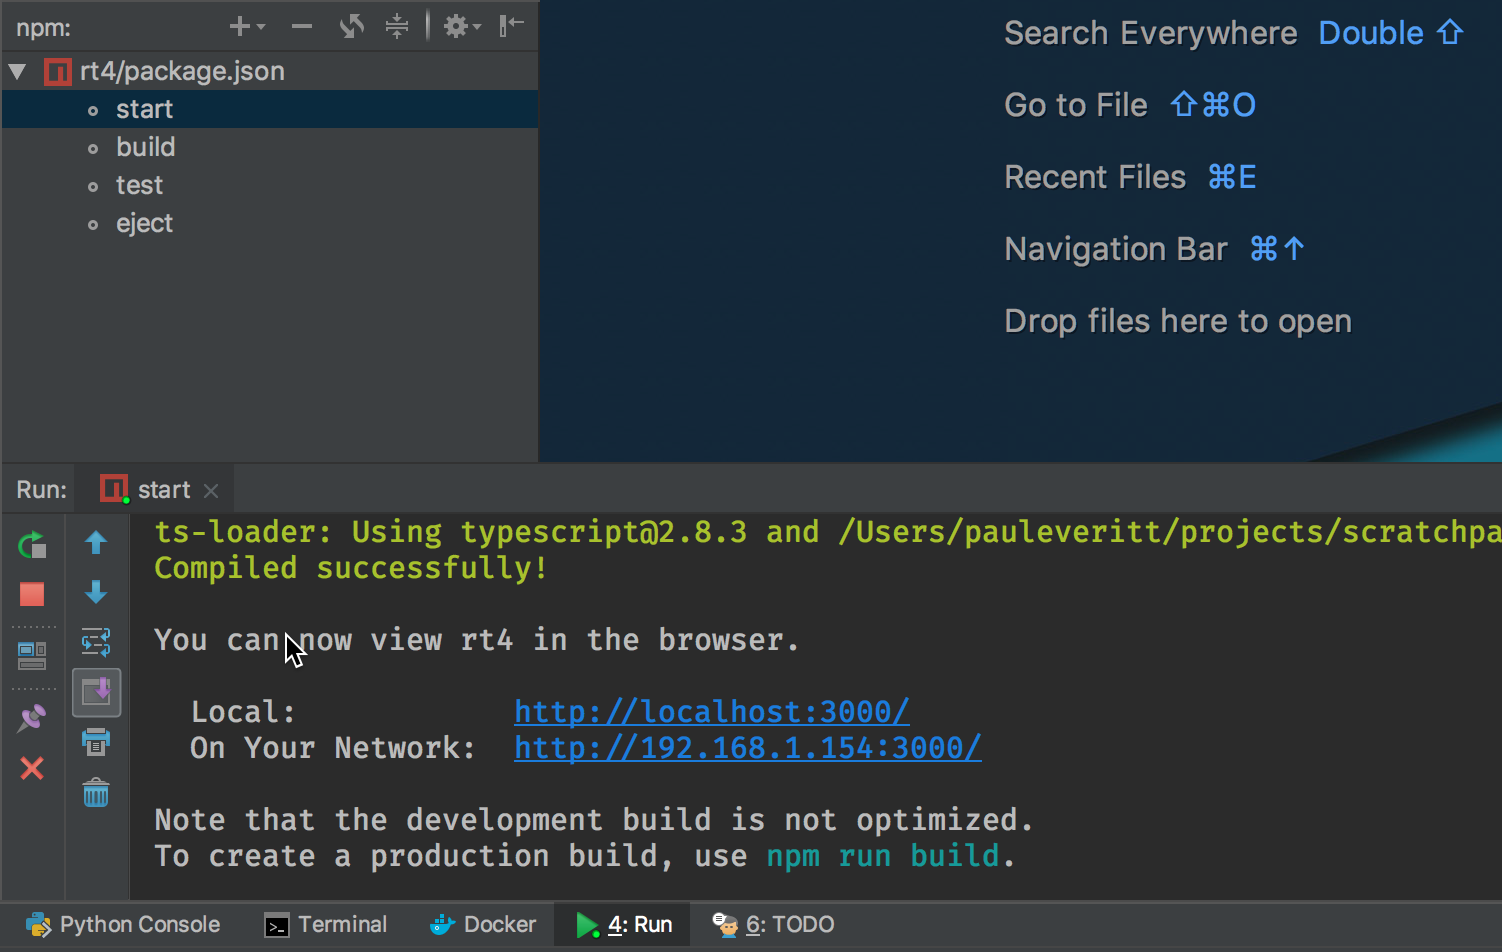 npm:
rt4/package.json
start
build
test
eject
Search Everywhere Double ⇧
Go to File ⇧⌘O
Recent Files ⌘E
Navigation Bar ⌘↑
Drop files here to open
Run: start
ts-loader: Using typescript@2.8.3 and /Users/pauleveritt/projects/scratchpa
Compiled successfully!
You can now view rt4 in the browser.
Local: http://localhost:3000/
On Your Network: http://192.168.1.154:3000/
Note that the development build is not optimized.
To create a production build, use npm run build.
Python Console Terminal Docker 4: Run 6: TODO